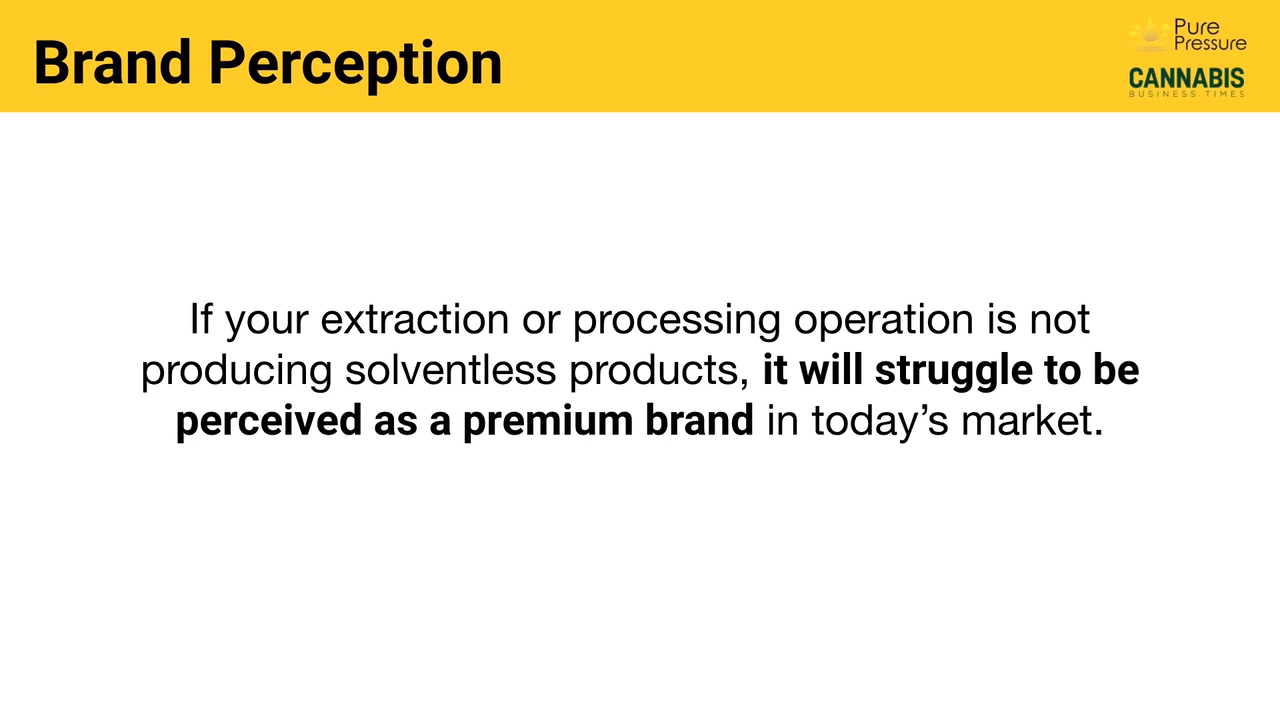 Brand Perception
Pure
Pressure
CANNABIS
BUSINESS TIMES
If your extraction or processing operation is not
producing solventless products, it will struggle to be
perceived as a premium brand in today’s market.